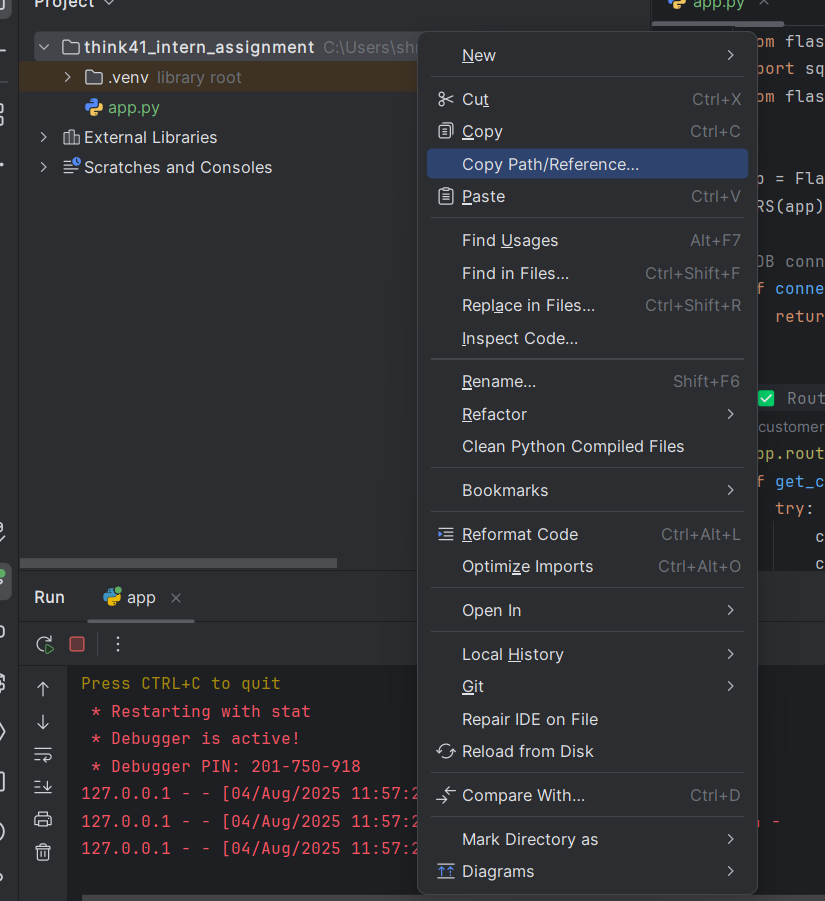 Project
think41_intern_assignment C:\Users\sh
.venv library root
app.py
External Libraries
Scratches and Consoles
New
Cut Ctrl+X
Copy Ctrl+C
Copy Path/Reference...
Paste Ctrl+V
Find Usages Alt+F7
Find in Files... Ctrl+Shift+F
Replace in Files... Ctrl+Shift+R
Inspect Code...
Rename... Shift+F6
Refactor
Clean Python Compiled Files
Bookmarks
Reformat Code Ctrl+Alt+L
Optimize Imports Ctrl+Alt+O
Open In
Local History
Git
Repair IDE on File
Reload from Disk
Compare With... Ctrl+D
Mark Directory as
Diagrams
app.py
om flas
port sq
om flas
p = Fla
RS(app)
DB conn
f conne
retur
✅ Rout
customer
pp.rout
f get_c
try:
c
c
Run app
Press CTRL+C to quit
* Restarting with stat
* Debugger is active!
* Debugger PIN: 201-750-918
127.0.0.1 - - [04/Aug/2025 11:57:2
127.0.0.1 - - [04/Aug/2025 11:57:2
127.0.0.1 - - [04/Aug/2025 11:57:2